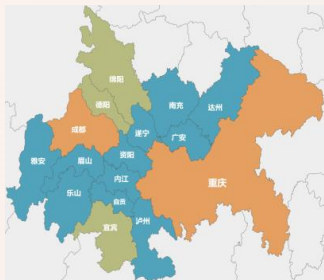 绵阳
德阳
南充
达州
成都
遂宁
广安
雅安
眉山
资阳
重庆
内江
乐山
自贡
宜宾
泸州